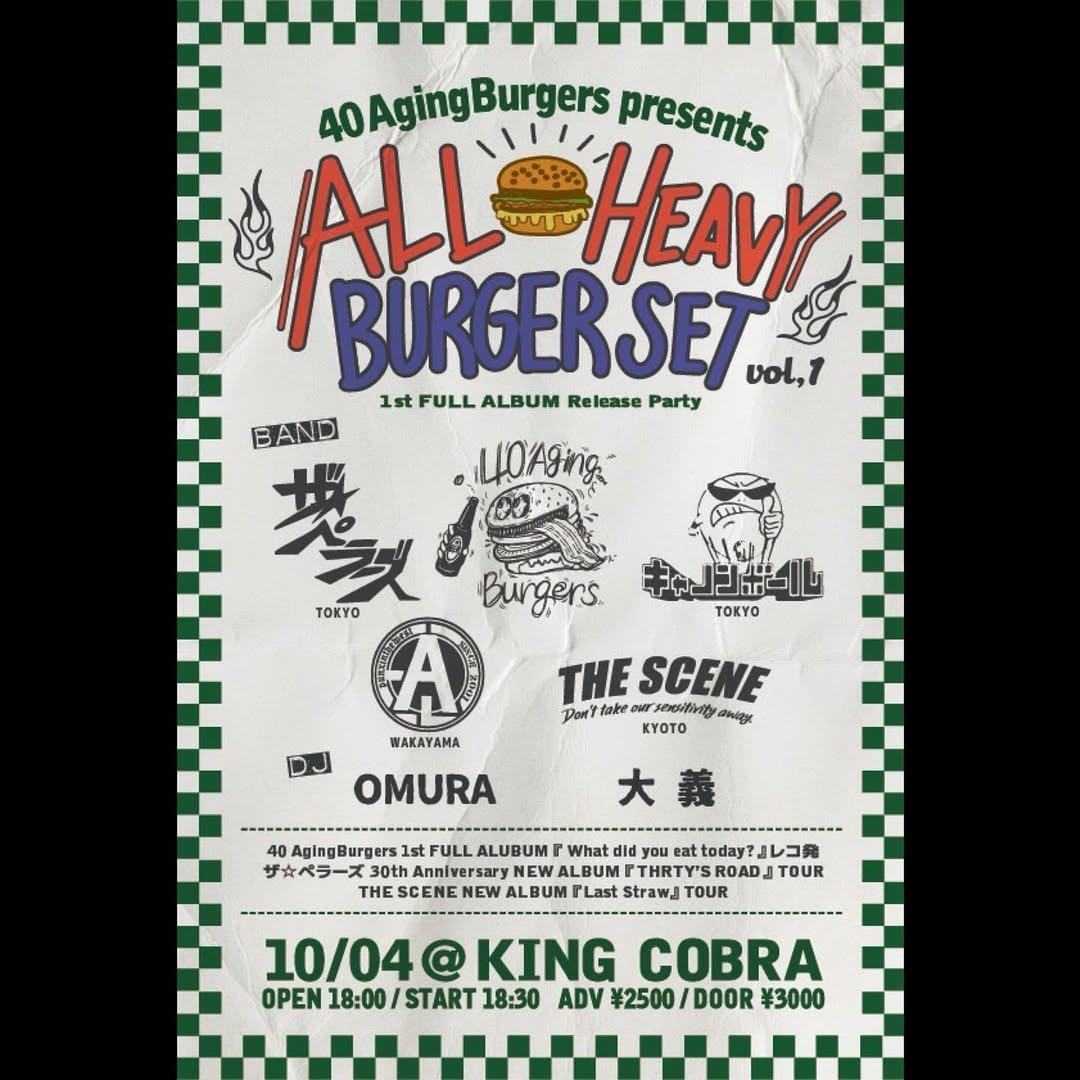 40 AgingBurgers presents
ALL HEAVY
BURGER SET
vol,1
1st FULL ALBUM Release Party
BAND
ザ☆ペラーズ
TOKYO
40 Aging
Burgers
キャノンボール
TOKYO
A
WAKAYAMA
THE SCENE
Don't take our sensitivity away.
KYOTO
DJ
OMURA
大義
40 AgingBurgers 1st FULL ALUBUM『What did you eat today?』レコ発
ザ☆ペラーズ 30th Anniversary NEW ALBUM『THRTY'S ROAD』TOUR
THE SCENE NEW ALBUM『Last Straw』TOUR
10/04@KING COBRA
OPEN 18:00/START 18:30 ADV ¥2500/DOOR ¥3000